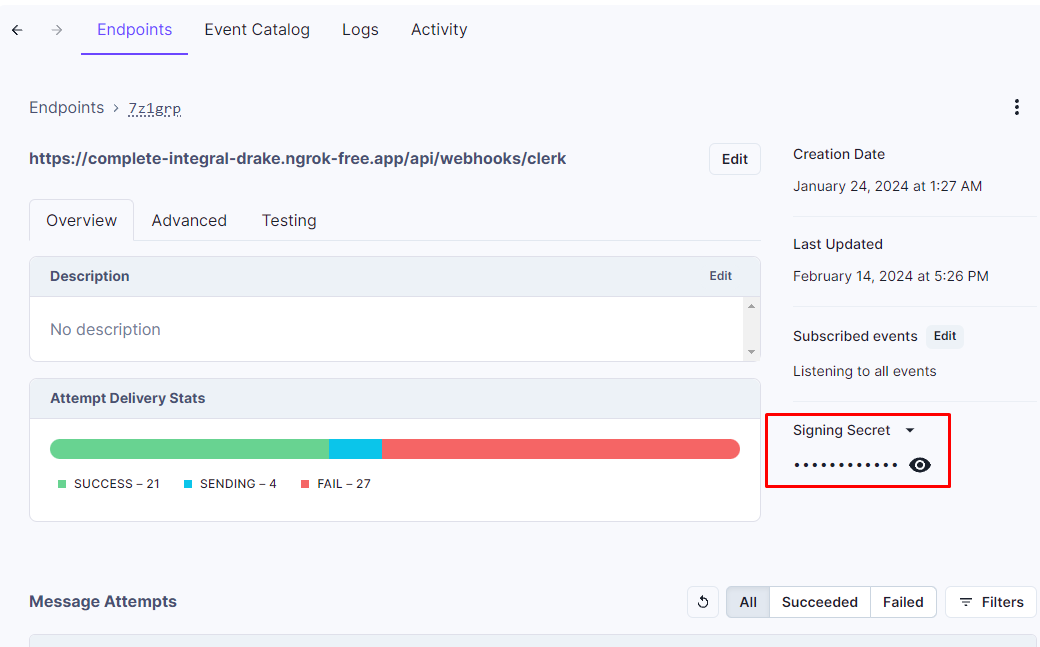 Endpoints Event Catalog Logs Activity
Endpoints > 7z1grp
https://complete-integral-drake.ngrok-free.app/api/webhooks/clerk
Edit
Overview Advanced Testing
Description
Edit
No description
Attempt Delivery Stats
SUCCESS – 21 SENDING – 4 FAIL – 27
Creation Date
January 24, 2024 at 1:27 AM
Last Updated
February 14, 2024 at 5:26 PM
Subscribed events Edit
Listening to all events
Signing Secret
••••••••••••
Message Attempts
All Succeeded Failed Filters